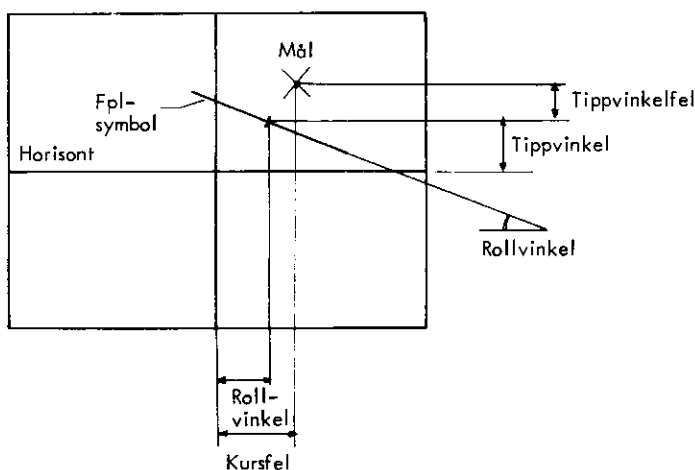 Mål
Fpl-
symbol
Tippvinkelfel
Tippvinkel
Horisont
Rollvinkel
Roll-
vinkel
Kursfel